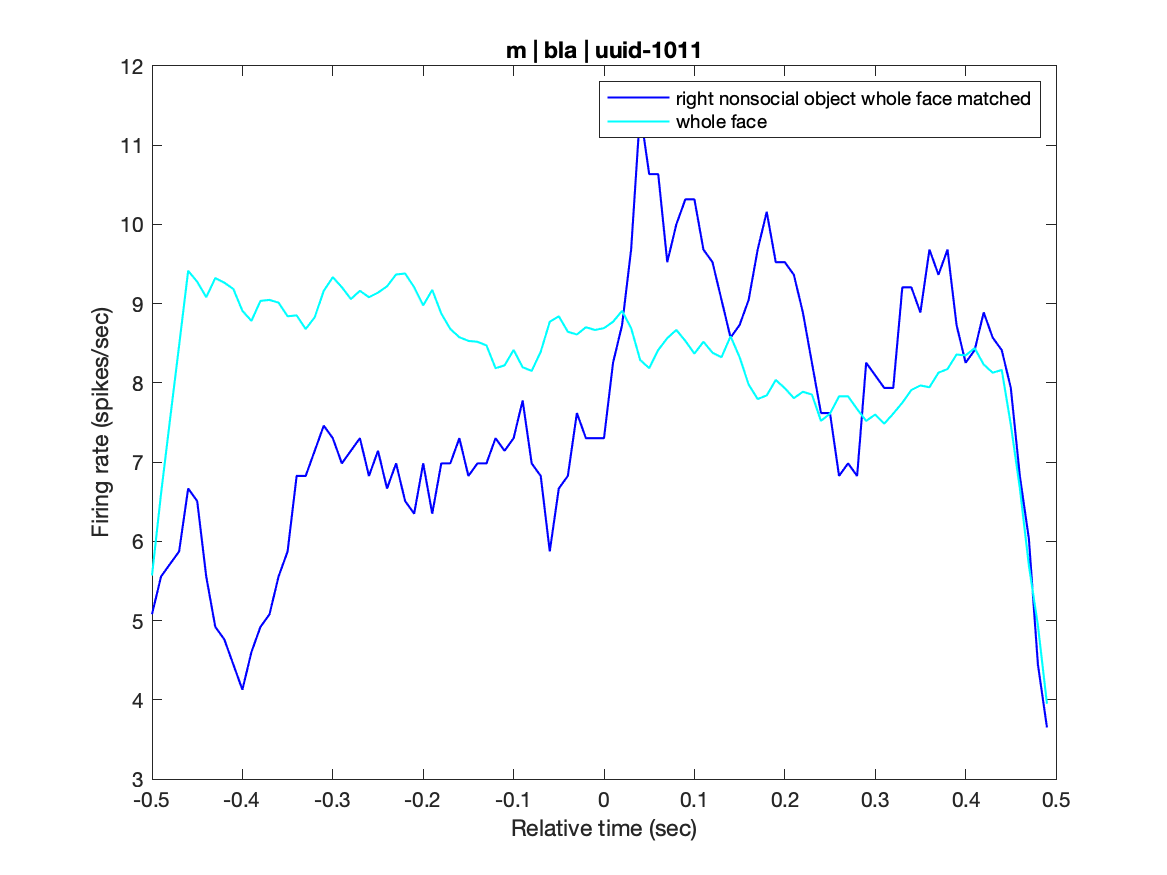 m | bla | uuid-1011
right nonsocial object whole face matched
whole face
12
11
10
9
8
7
6
5
4
3
Firing rate (spikes/sec)
-0.5 -0.4 -0.3 -0.2 -0.1 0 0.1 0.2 0.3 0.4 0.5
Relative time (sec)